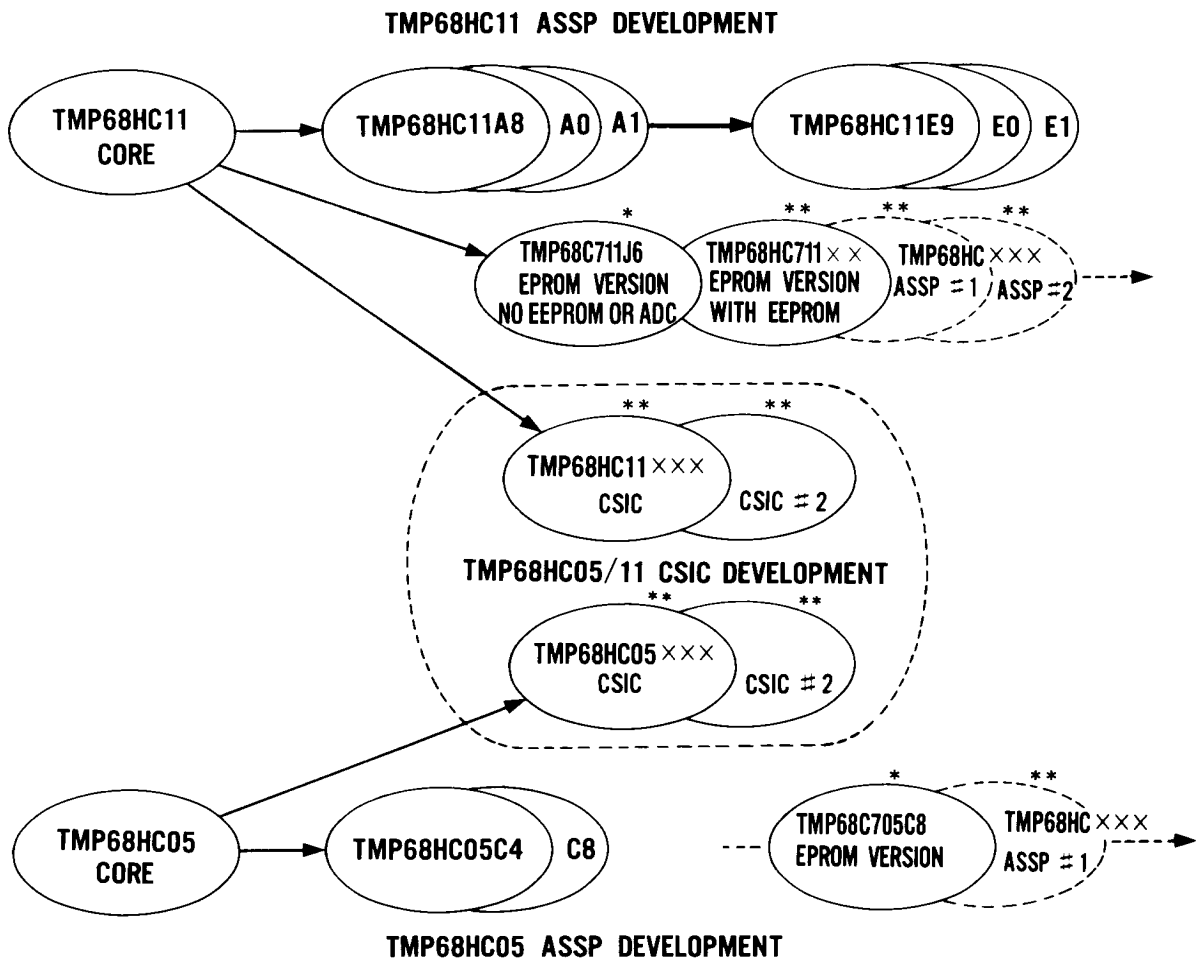 TMP68HC11 ASSP DEVELOPMENT
TMP68HC11
CORE
TMP68HC11A8
A0
A1
TMP68HC11E9
E0
E1
*
**
**
**
TMP68C711J6
EPROM VERSION
NO EEPROM OR ADC
TMP68HC711××
EPROM VERSION
WITH EEPROM
TMP68HC×××
ASSP #1
ASSP #2
**
**
TMP68HC11×××
CSIC
CSIC #2
TMP68HC05/11 CSIC DEVELOPMENT
**
**
TMP68HC05×××
CSIC
CSIC #2
TMP68HC05
CORE
TMP68HC05C4
C8
*
**
TMP68C705C8
EPROM VERSION
TMP68HC×××
ASSP #1
TMP68HC05 ASSP DEVELOPMENT